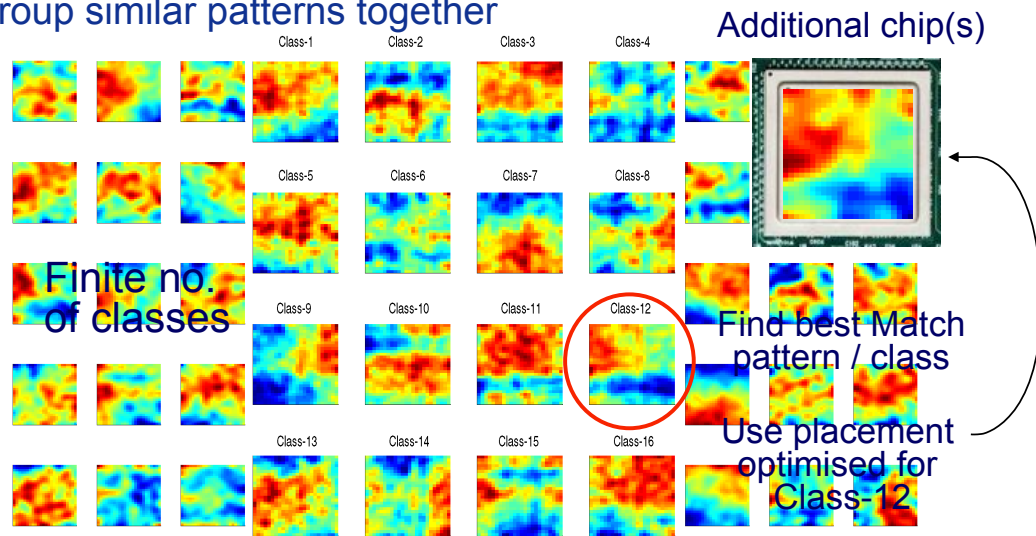 roup similar patterns together
Additional chip(s)
Class-1
Class-2
Class-3
Class-4
Class-5
Class-6
Class-7
Class-8
Finite no.
of classes
Class-9
Class-10
Class-11
Class-12
Find best Match
pattern / class
Use placement
optimised for
Class-12
Class-13
Class-14
Class-15
Class-16